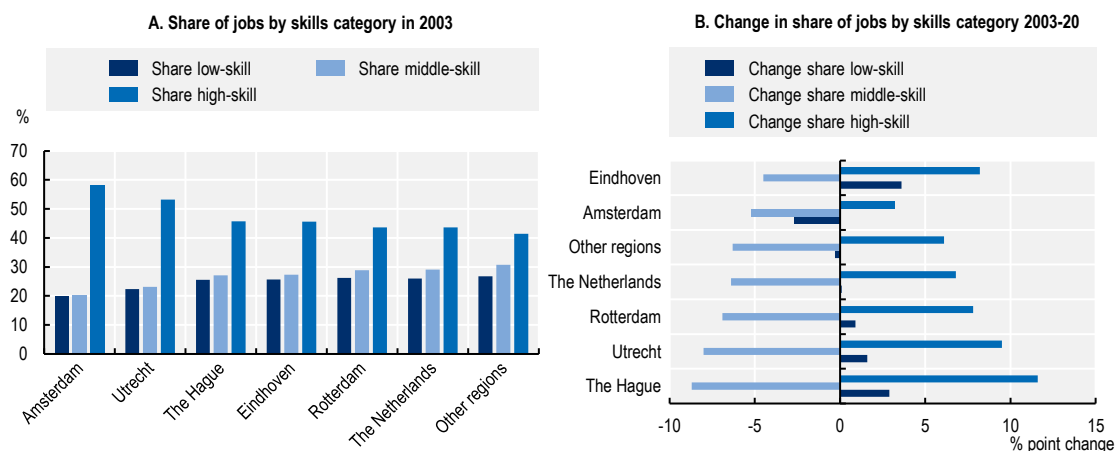 A. Share of jobs by skills category in 2003
Share low-skill
Share middle-skill
Share high-skill
%
70
60
50
40
30
20
10
0
Amsterdam
Utrecht
The Hague
Eindhoven
Rotterdam
The Netherlands
Other regions
B. Change in share of jobs by skills category 2003-20
Change share low-skill
Change share middle-skill
Change share high-skill
Eindhoven
Amsterdam
Other regions
The Netherlands
Rotterdam
Utrecht
The Hague
-10 -5 0 5 10 15
% point change